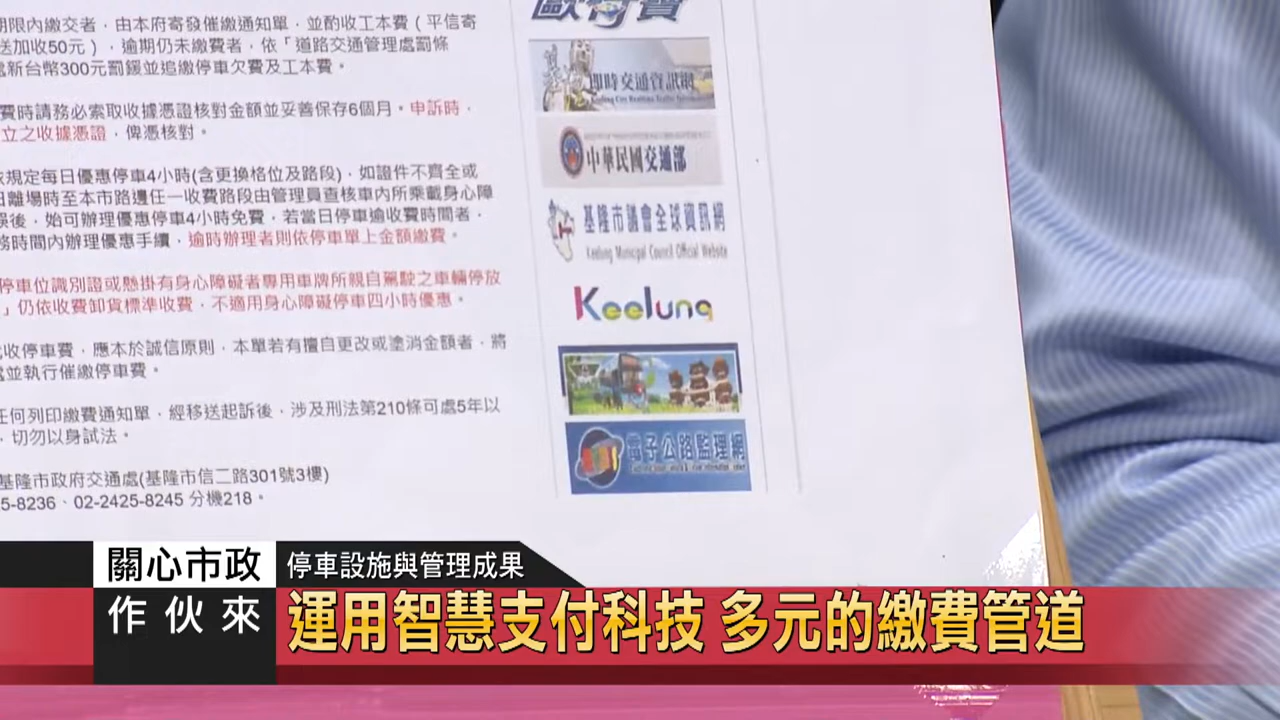 期限內繳交者，由本府寄發催繳通知單，並酌收工本費（平信寄
送加收50元），逾期仍未繳費者，依「道路交通管理處罰條
處新台幣300元罰鍰並追繳停車欠費及工本費。
費時請務必索取收據憑證核對金額並妥善保存6個月。申訴時，
立之收據憑證，俾憑核對。
依規定每日優惠停車4小時(含更換格位及路段)，如證件不齊全或
日離場時至本市路邊任一收費路段由管理員查核車內所乘載身心障
誤後，始可辦理優惠停車4小時免費，若當日停車逾收費時間者，
務時間內辦理優惠手續，逾時辦理者則依停車單上金額繳費。
停車位識別證或懸掛有身心障礙者專用車牌所親自駕駛之車輛停放
」仍依收費卸貨標準收費，不適用身心障礙停車四小時優惠。
收停車費，應本於誠信原則，本單若有擅自更改或塗消金額者，將
處並執行催繳停車費。
任何列印繳費通知單，經移送起訴後，涉及刑法第210條可處5年以
，切勿以身試法。
基隆市政府交通處(基隆市信二路301號3樓)
5-8236、02-2425-8245 分機218。
歐付寶
即時交通資訊網
中華民國交通部
基隆市議會全球資訊網
Keelung Municipal Council Official Website
Keelung
電子公路監理網
關心市政
作伙來
停車設施與管理成果
運用智慧支付科技 多元的繳費管道